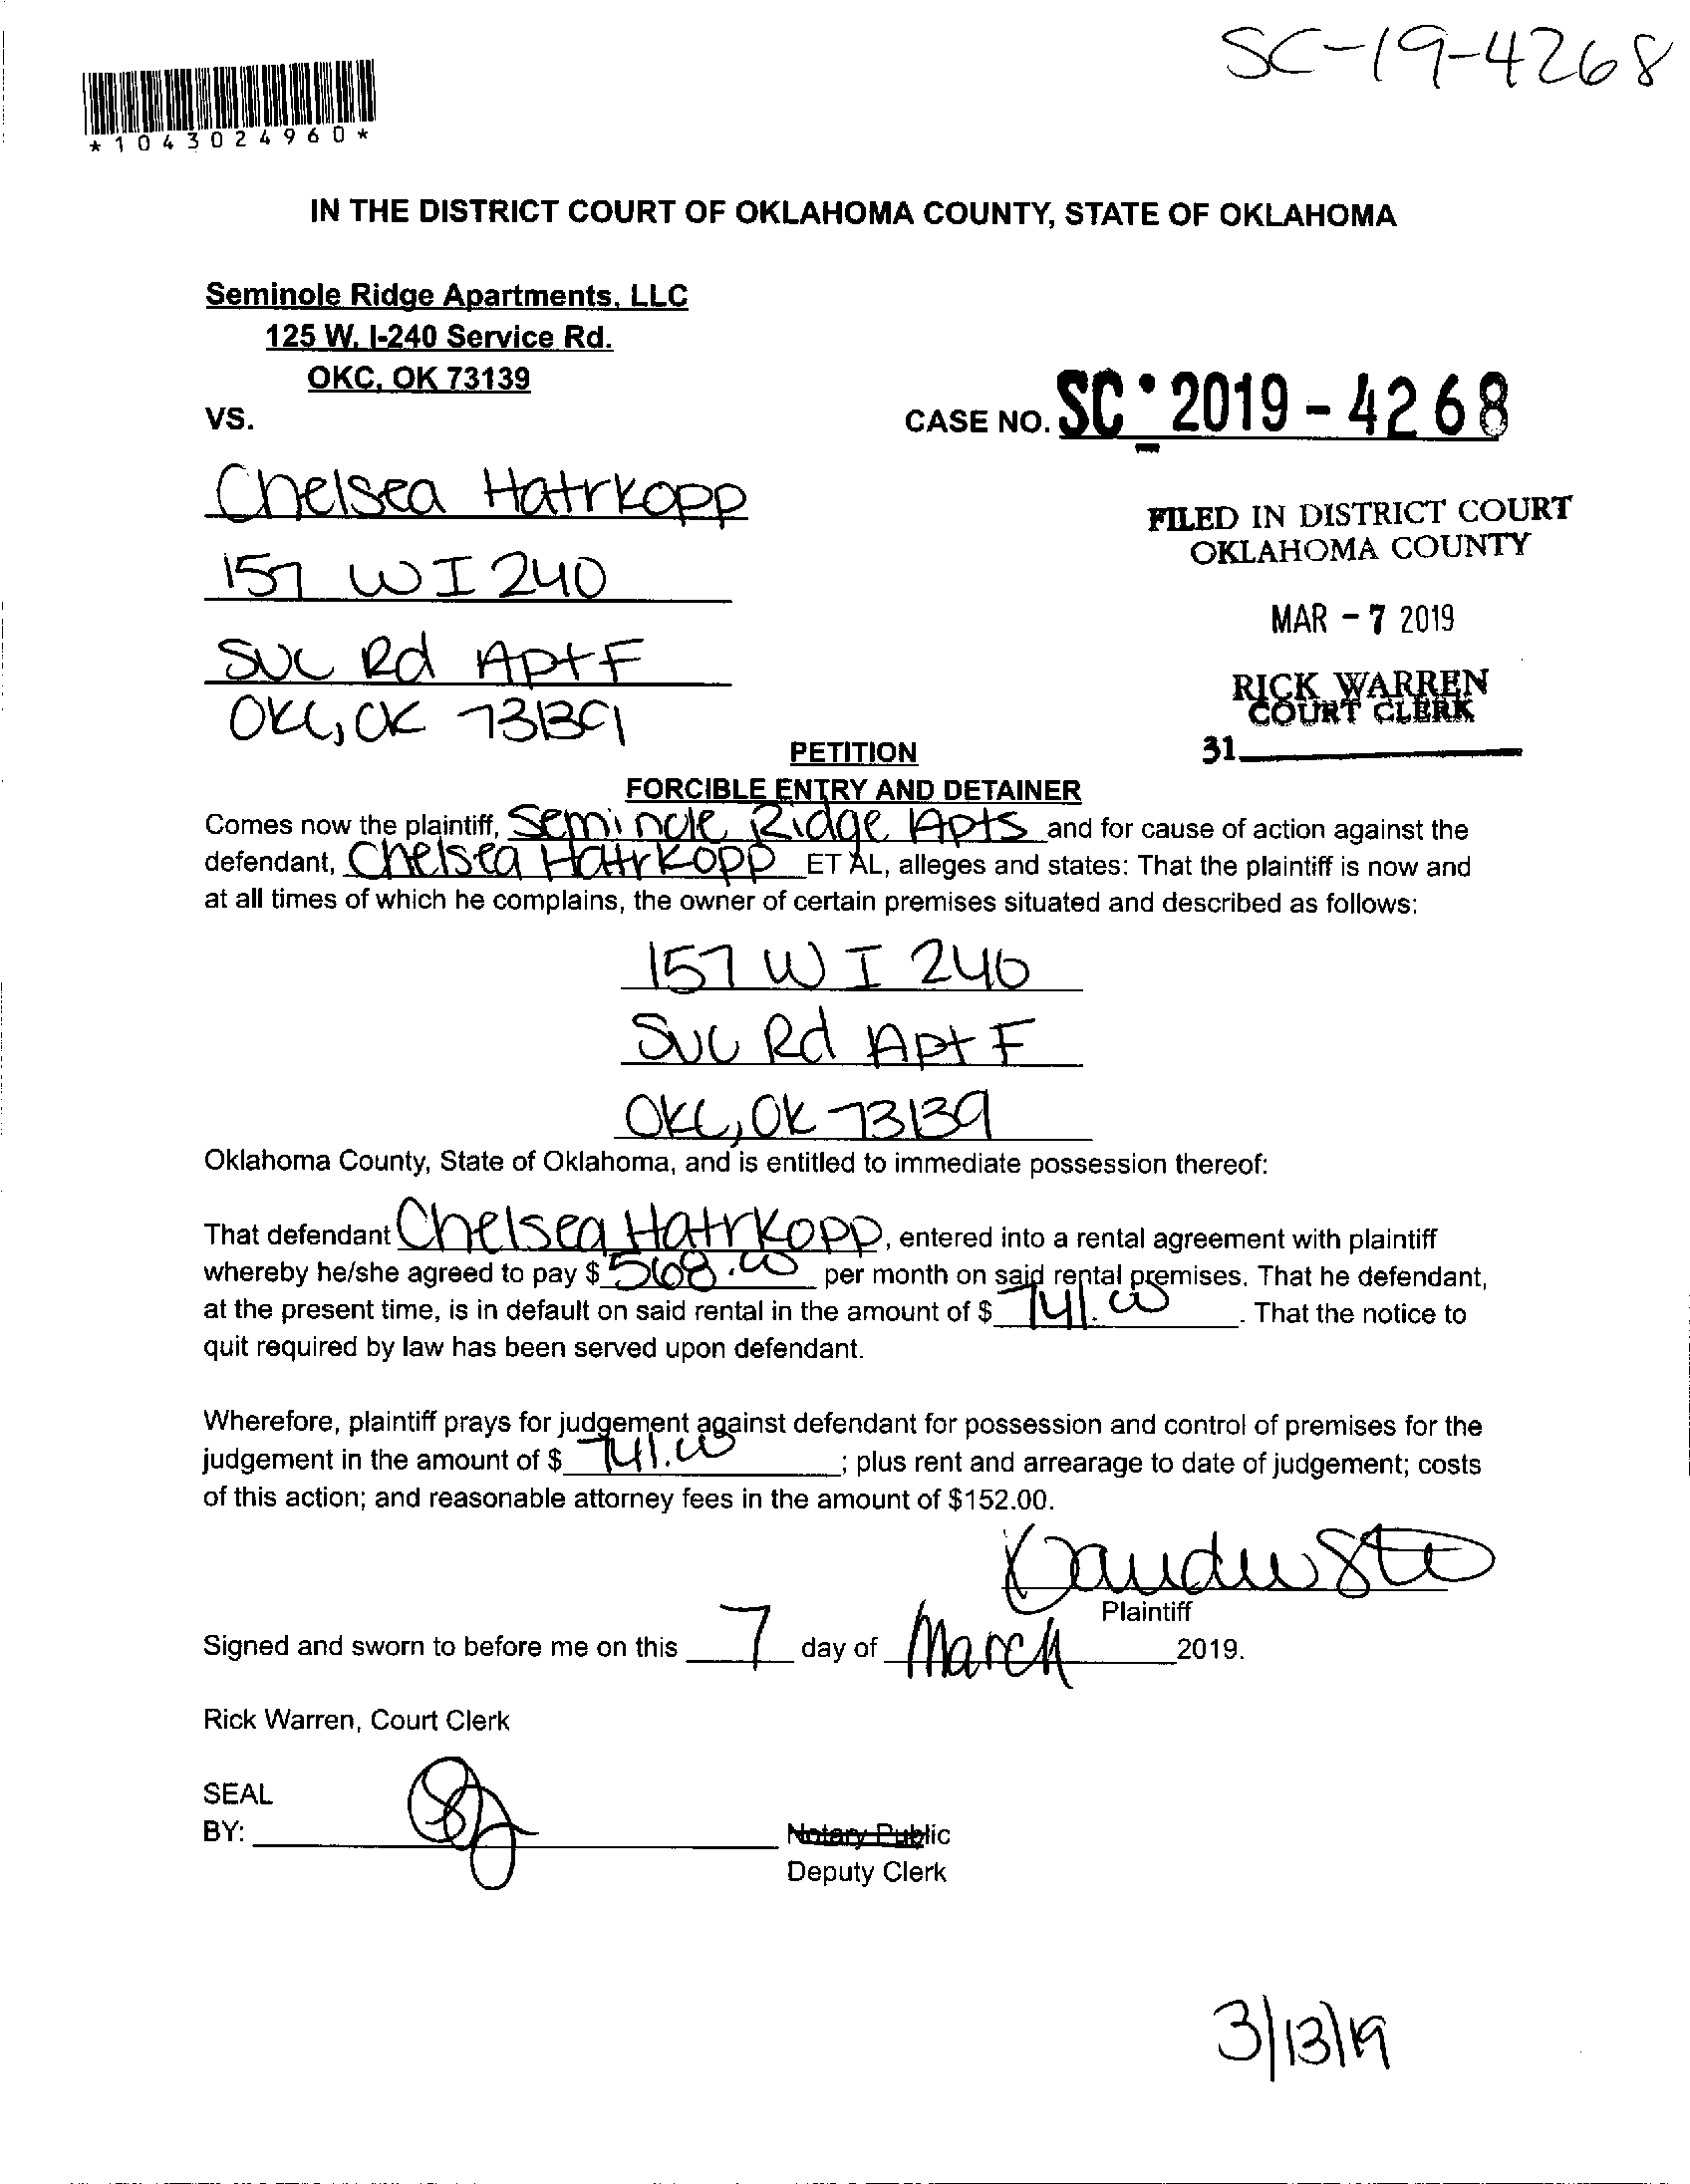 SC-19-4268
*1043024960*
IN THE DISTRICT COURT OF OKLAHOMA COUNTY, STATE OF OKLAHOMA
Seminole Ridge Apartments, LLC
125 W. I-240 Service Rd.
OKC, OK 73139
VS.
CASE NO. SC-2019-4268
Chelsea Hatrkopp
157 W I 240
SVC Rd Apt F
OKC, OK 73139
FILED IN DISTRICT COURT
OKLAHOMA COUNTY
MAR - 7 2019
RICK WARREN
COURT CLERK
31
PETITION
FORCIBLE ENTRY AND DETAINER
Comes now the plaintiff, Seminole Ridge Apts and for cause of action against the
defendant, Chelsea Hatrkopp ET AL, alleges and states: That the plaintiff is now and
at all times of which he complains, the owner of certain premises situated and described as follows:
157 W I 240
SVC Rd Apt F
OKC, OK 73139
Oklahoma County, State of Oklahoma, and is entitled to immediate possession thereof:
That defendant Chelsea Hatrkopp, entered into a rental agreement with plaintiff
whereby he/she agreed to pay $ 568.00 per month on said rental premises. That he defendant,
at the present time, is in default on said rental in the amount of $ 741.00. That the notice to
quit required by law has been served upon defendant.
Wherefore, plaintiff prays for judgement against defendant for possession and control of premises for the
judgement in the amount of $ 741.00; plus rent and arrearage to date of judgement; costs
of this action; and reasonable attorney fees in the amount of $152.00.
Plaintiff
Signed and sworn to before me on this 7 day of March 2019.
Rick Warren, Court Clerk
SEAL
BY:
Notary Public
Deputy Clerk
3/13/19